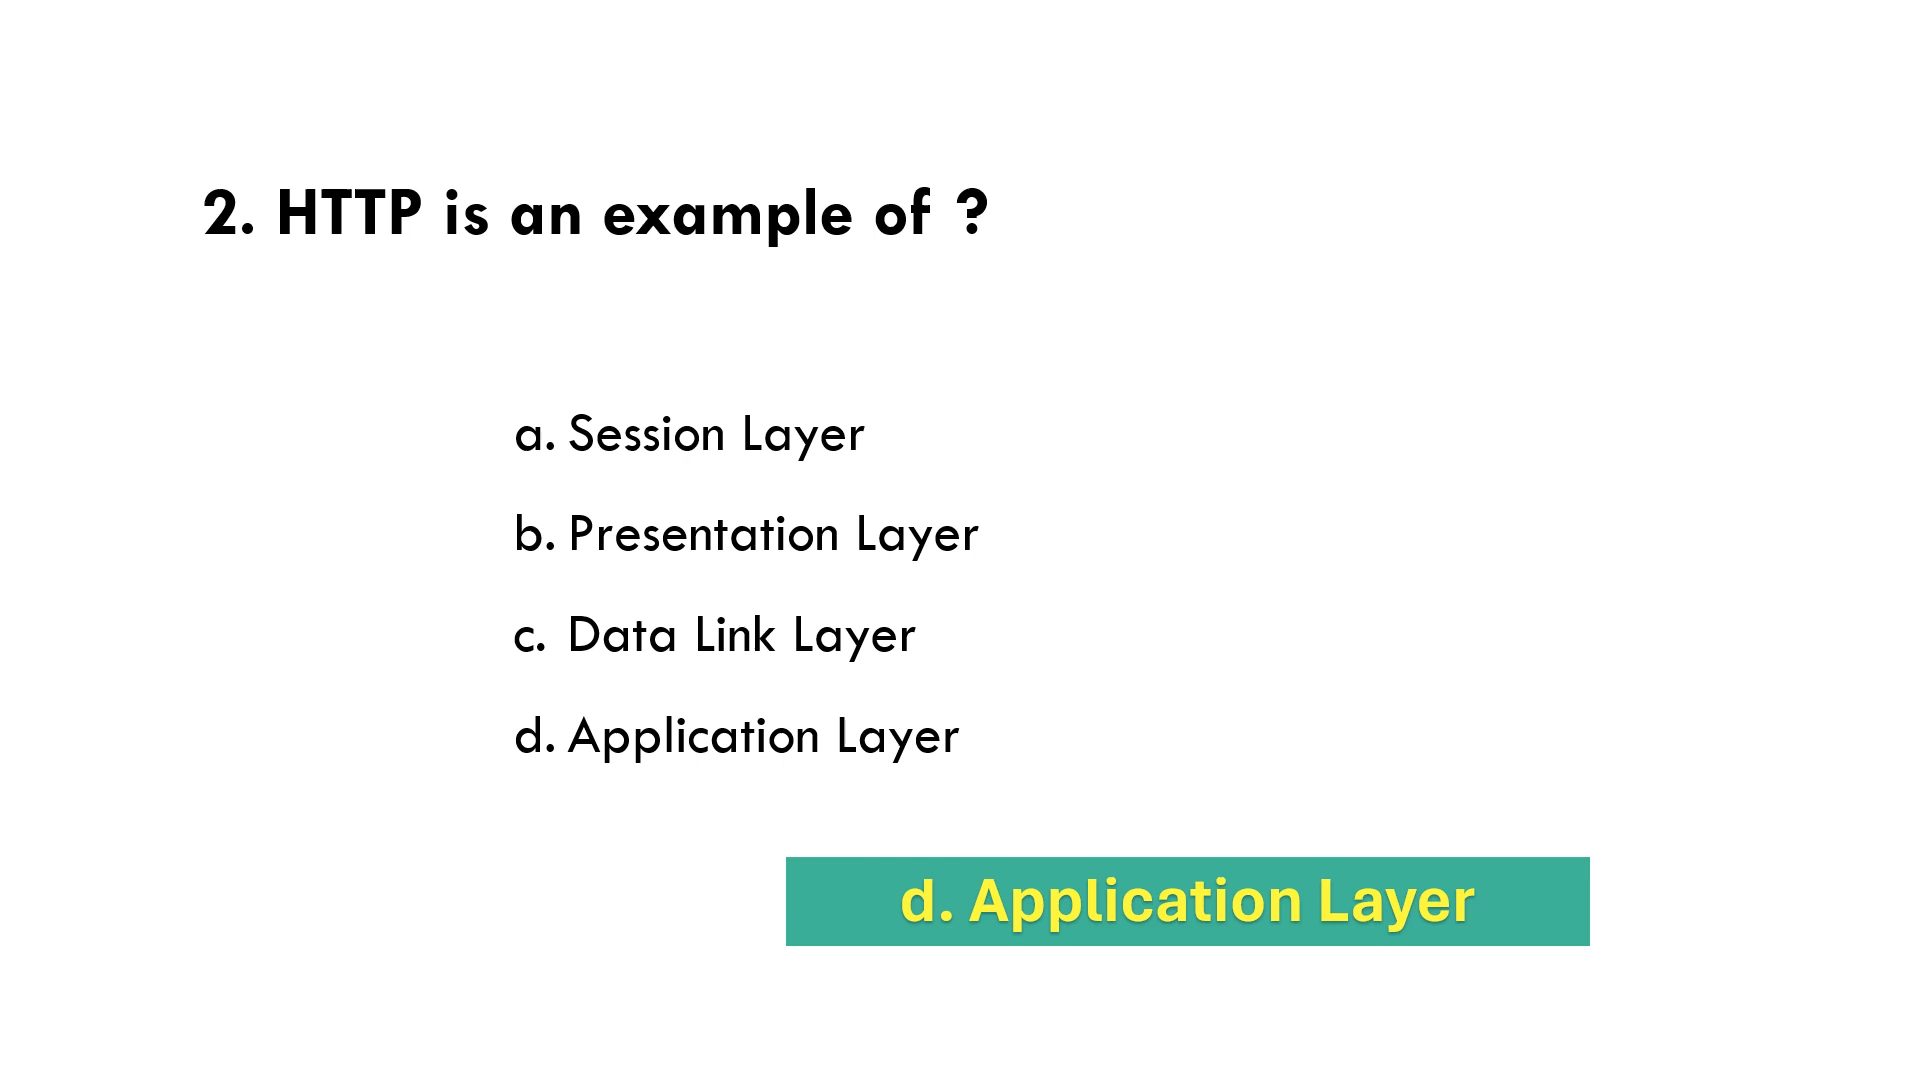 2. HTTP is an example of ?
a. Session Layer
b. Presentation Layer
c. Data Link Layer
d. Application Layer
d. Application Layer